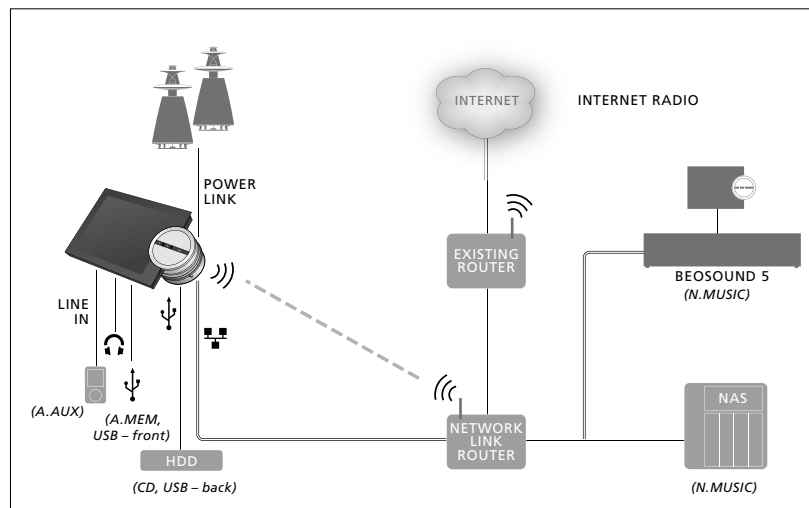 INTERNET
INTERNET RADIO
POWER
LINK
EXISTING
ROUTER
BEOSOUND 5
(N.MUSIC)
LINE
IN
(A.AUX)
(A.MEM,
USB – front)
NETWORK
LINK
ROUTER
NAS
HDD
(CD, USB – back)
(N.MUSIC)